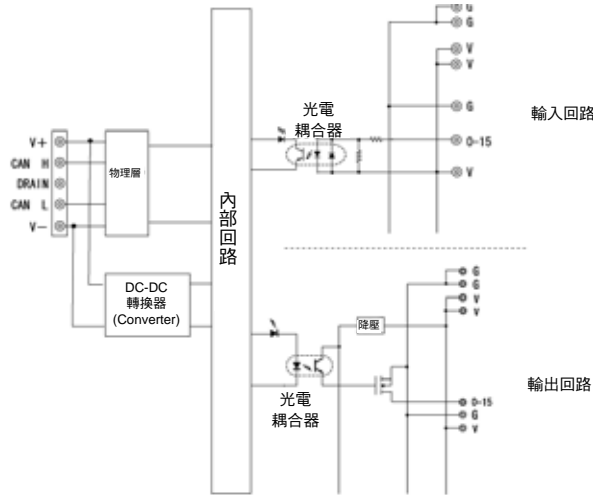 G
G
V
V
G
0-15
V
輸入回路
光電
耦合器
V+
CAN H
DRAIN
CAN L
V-
物理層
DC-DC
轉換器
(Converter)
內部回路
G
G
V
V
降壓
光電
耦合器
0-15
G
V
輸出回路